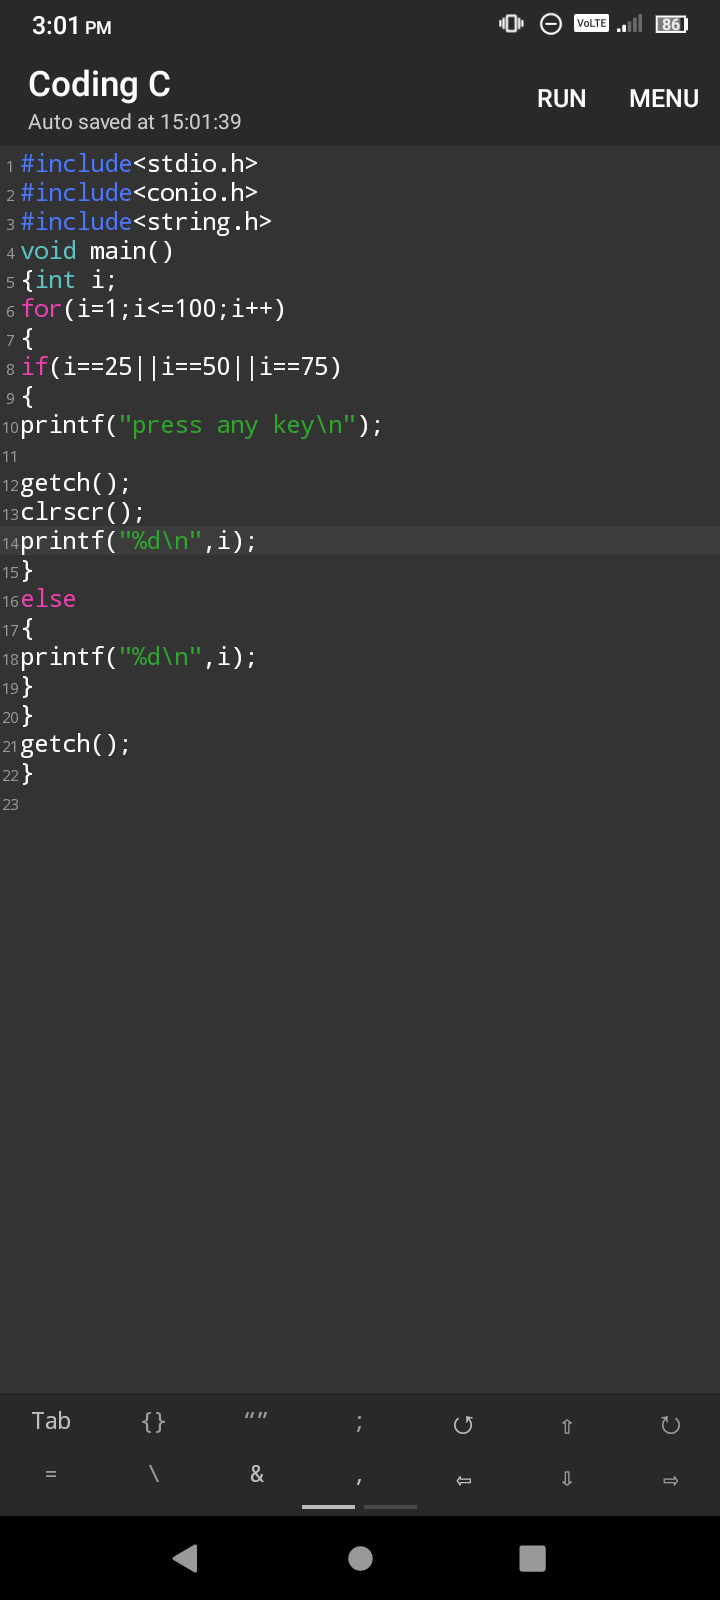 3:01 PM
VoLTE
86
Coding C
Auto saved at 15:01:39
RUN MENU
1 #include<stdio.h>
2 #include<conio.h>
3 #include<string.h>
4 void main()
5 {int i;
6 for(i=1;i<=100;i++)
7 {
8 if(i==25||i==50||i==75)
9 {
10 printf("press any key\n");
11
12 getch();
13 clrscr();
14 printf("%d\n",i);
15 }
16 else
17 {
18 printf("%d\n",i);
19 }
20 }
21 getch();
22 }
23
Tab {} “” ; ↺ ⇧ ↻
= \ & , ⇦ ⇩ ⇨